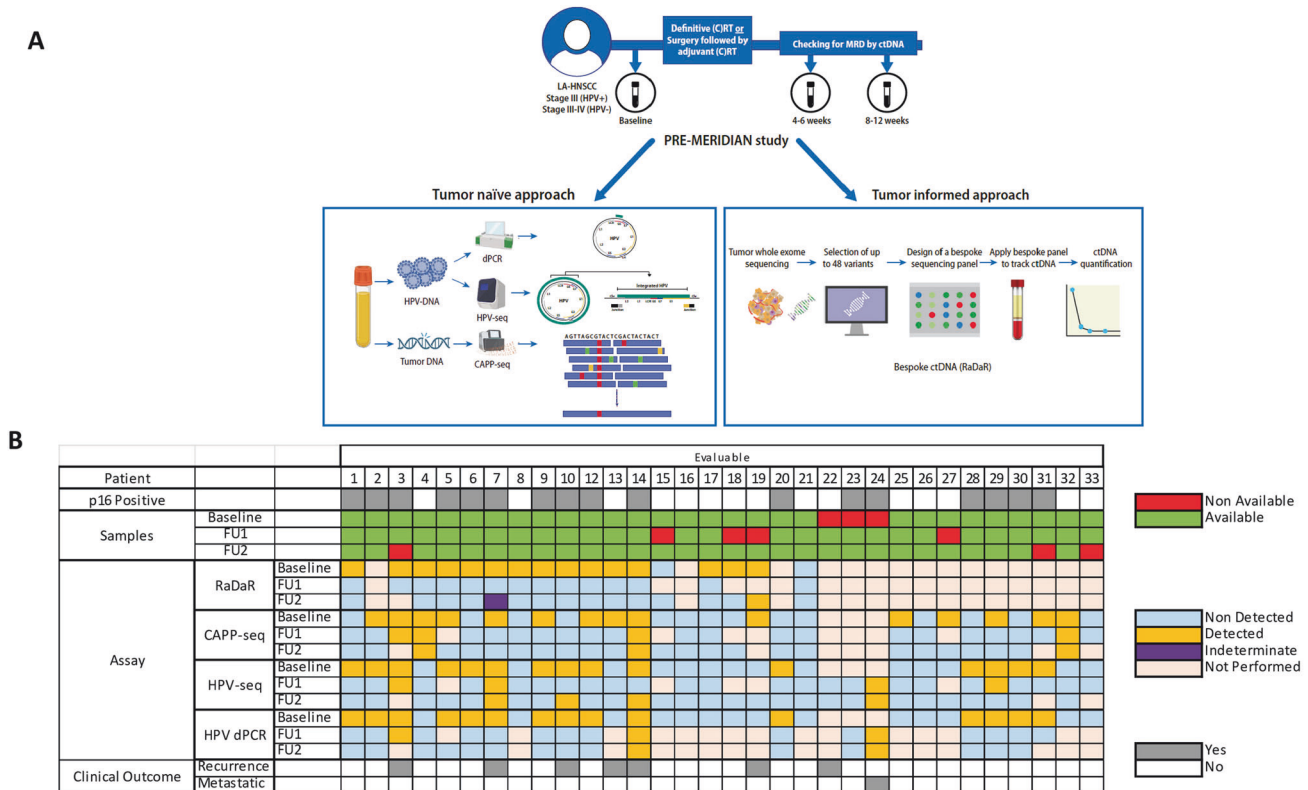 A
Definitive (C)RT or
Surgery followed by
adjuvant (C)RT
Checking for MRD by ctDNA
LA-HNSCC
Stage III (HPV+)
Stage III-IV (HPV-)
Baseline
4-6 weeks
8-12 weeks
PRE-MERIDIAN study
Tumor naïve approach
Tumor informed approach
HPV-DNA
dPCR
HPV
HPV-seq
HPV
Integrated HPV
Tumor DNA
CAPP-seq
AGTTAGCGTACTCGACTACTACT
Tumor whole exome
sequencing
Selection of up
to 48 variants
Design of a bespoke
sequencing panel
Apply bespoke panel
to track ctDNA
ctDNA
quantification
Bespoke ctDNA (RaDaR)
B
Evaluable
Patient 1 2 3 4 5 6 7 8 9 10 12 13 14 15 16 17 18 19 20 21 22 23 24 25 26 27 28 29 30 31 32 33
p16 Positive
Samples
Baseline
FU1
FU2
Assay
RaDaR
Baseline
FU1
FU2
CAPP-seq
Baseline
FU1
FU2
HPV-seq
Baseline
FU1
FU2
HPV dPCR
Baseline
FU1
FU2
Clinical Outcome
Recurrence
Metastatic
Non Available
Available
Non Detected
Detected
Indeterminate
Not Performed
Yes
No